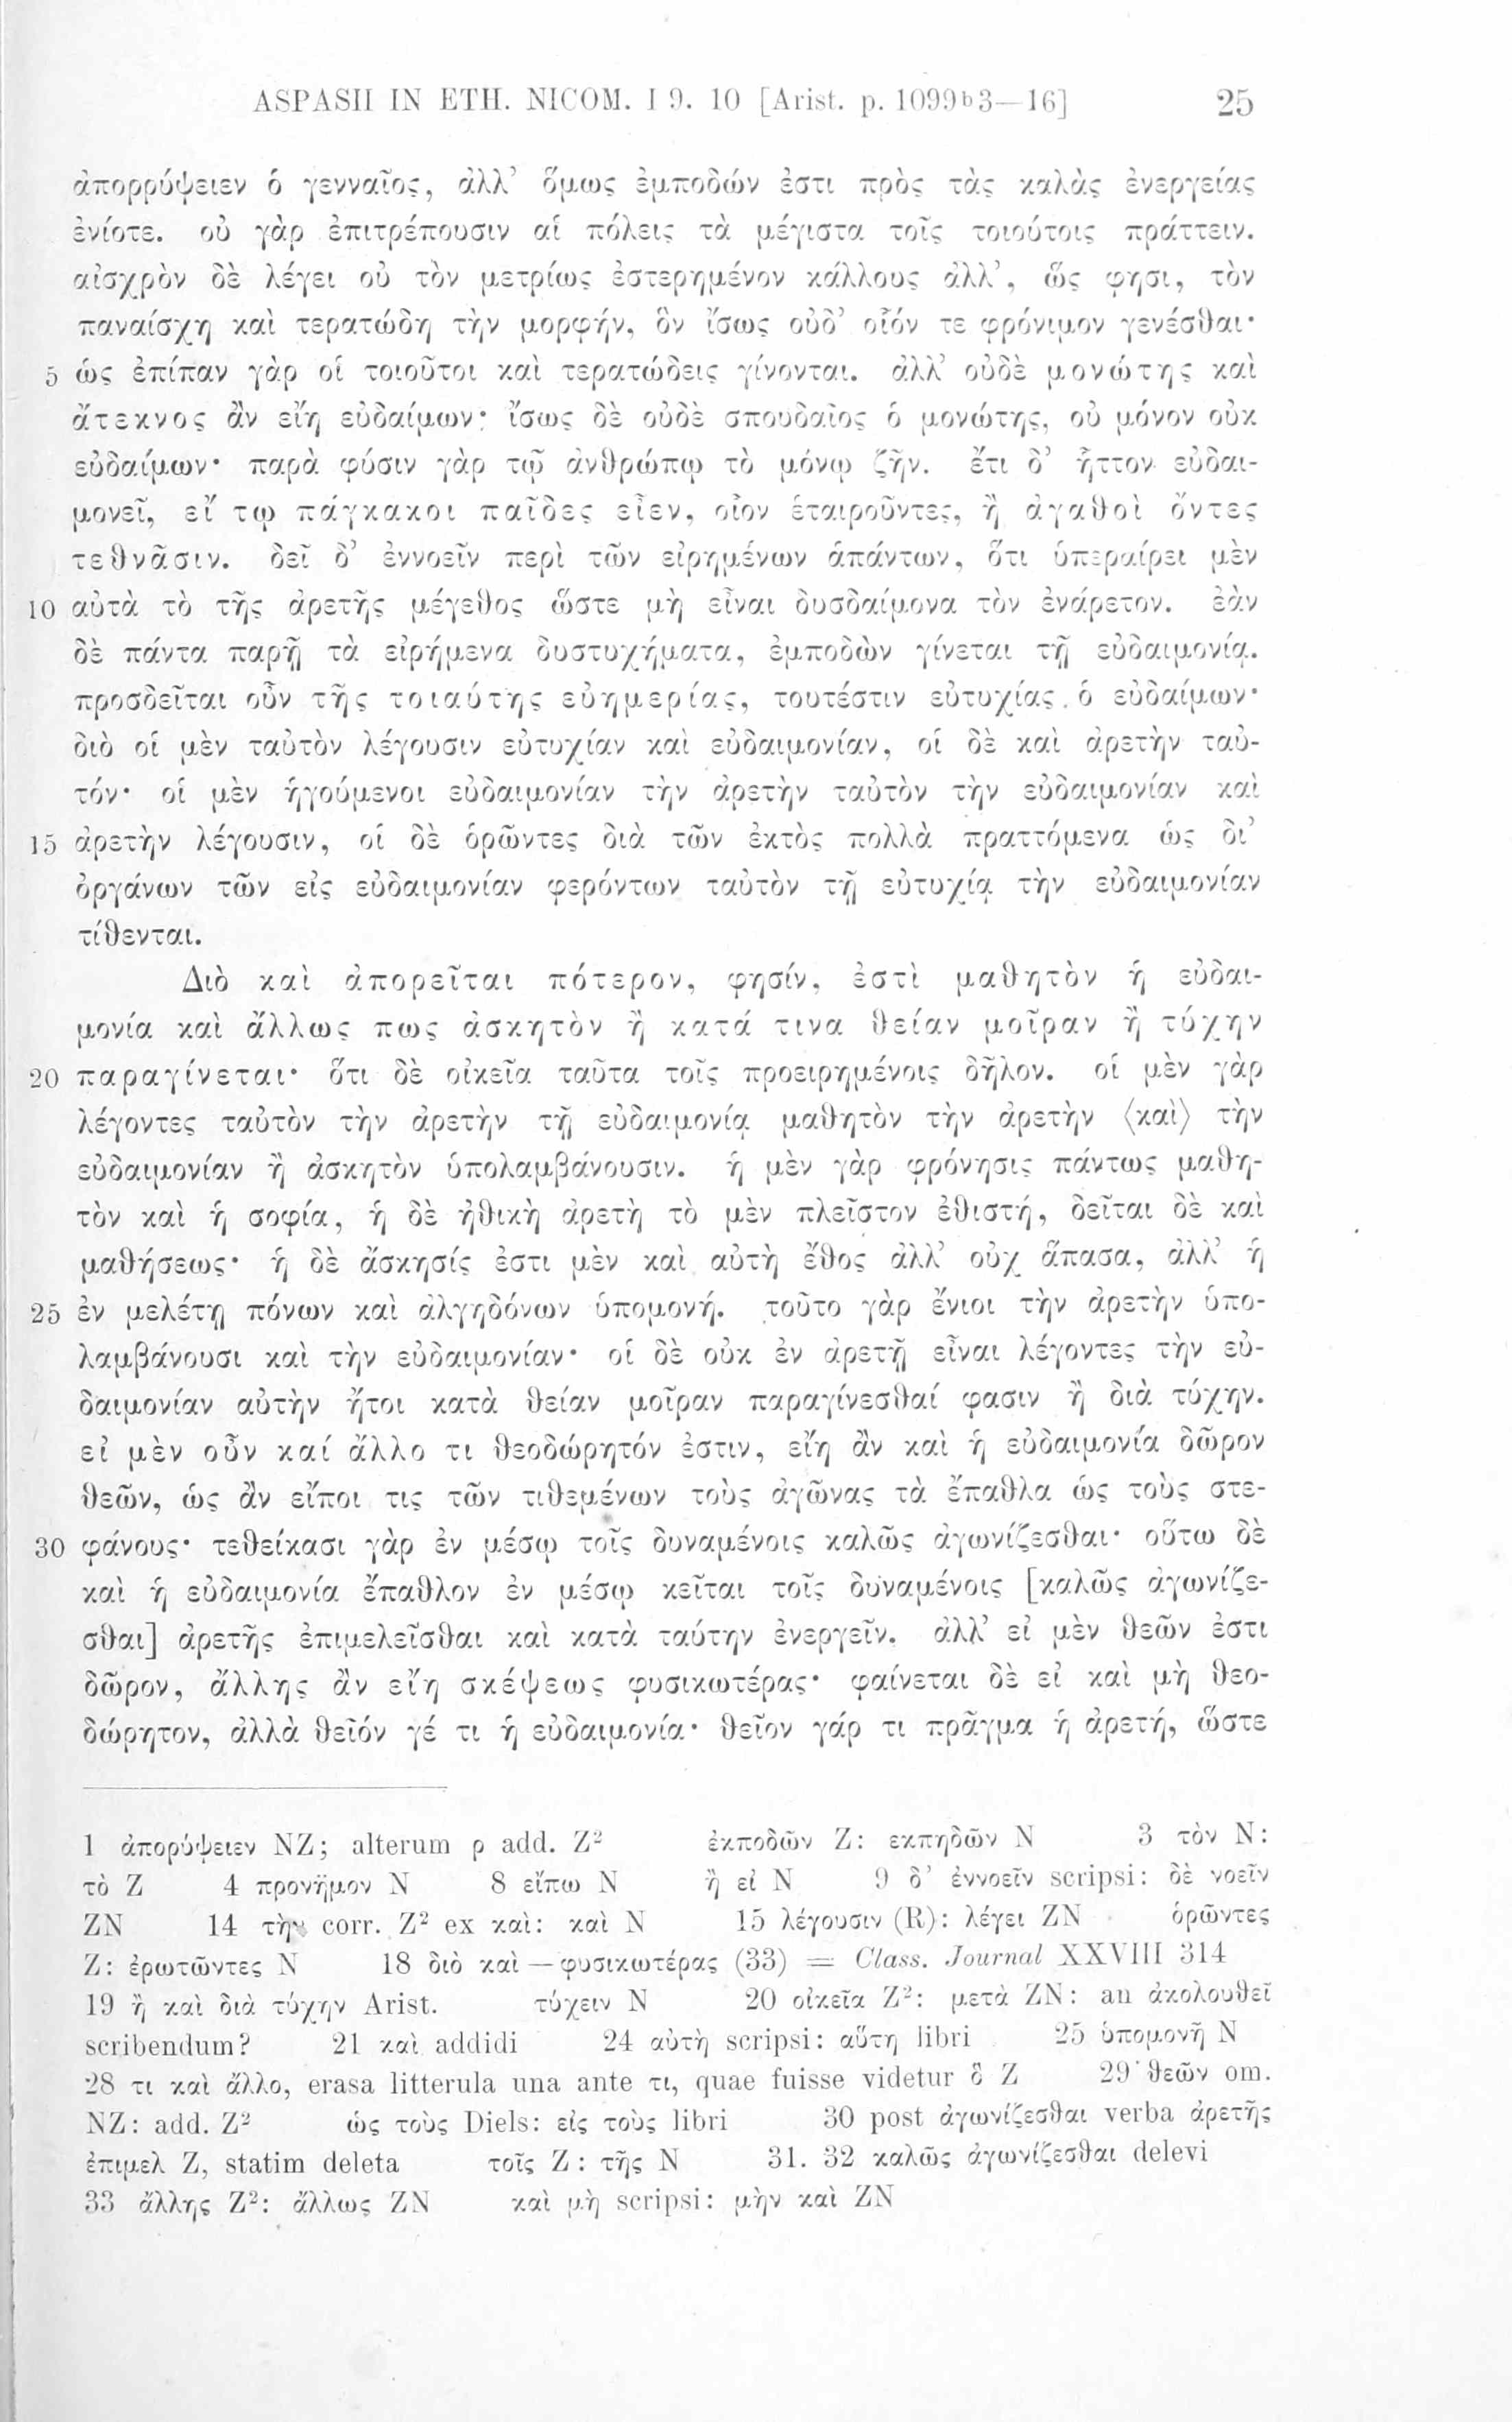 ASPASII IN ETH. NICOM. I 9. 10 [Arist. p. 1099b3—16] 25
ἀπορρύψειεν ὁ γενναῖος, ἀλλ’ ὅμως ἐμποδών ἐστι πρὸς τὰς καλὰς ἐνεργείας
ἐνίοτε. οὐ γὰρ ἐπιτρέπουσιν αἱ πόλεις τὰ μέγιστα τοῖς τοιούτοις πράττειν.
αἰσχρὸν δὲ λέγει οὐ τὸν μετρίως ἐστερημένον κάλλους ἀλλ’, ὥς φησι, τὸν
παναίσχη καὶ τερατώδη τὴν μορφήν, ὃν ἴσως οὐδ’ οἷόν τε φρόνιμον γενέσθαι·
5 ὡς ἐπίπαν γὰρ οἱ τοιοῦτοι καὶ τερατώδεις γίνονται. ἀλλ’ οὐδὲ μονώτης καὶ
ἄτεκνος ἂν εἴη εὐδαίμων· ἴσως δὲ οὐδὲ σπουδαῖος ὁ μονώτης, οὐ μόνον οὐκ
εὐδαίμων· παρὰ φύσιν γὰρ τῷ ἀνθρώπῳ τὸ μόνῳ ζῆν. ἔτι δ’ ἧττον εὐδαι-
μονεῖ, εἴ τῳ πάγκακοι παῖδες εἶεν, οἷον ἑταιροῦντες, ἢ ἀγαθοὶ ὄντες
τεθνᾶσιν. δεῖ δ’ ἐννοεῖν περὶ τῶν εἰρημένων ἁπάντων, ὅτι ὑπεραίρει μὲν
10 αὐτὰ τὸ τῆς ἀρετῆς μέγεθος ὥστε μὴ εἶναι δυσδαίμονα τὸν ἐνάρετον. ἐὰν
δὲ πάντα παρῇ τὰ εἰρήμενα δυστυχήματα, ἐμποδὼν γίνεται τῇ εὐδαιμονίᾳ.
προσδεῖται οὖν τῆς τοιαύτης εὐημερίας, τουτέστιν εὐτυχίας, ὁ εὐδαίμων·
διὸ οἱ μὲν ταὐτὸν λέγουσιν εὐτυχίαν καὶ εὐδαιμονίαν, οἱ δὲ καὶ ἀρετὴν ταὐ-
τόν· οἱ μὲν ἡγούμενοι εὐδαιμονίαν τὴν ἀρετὴν ταὐτὸν τὴν εὐδαιμονίαν καὶ
15 ἀρετὴν λέγουσιν, οἱ δὲ ὁρῶντες διὰ τῶν ἐκτὸς πολλὰ πραττόμενα ὡς δι’
ὀργάνων τῶν εἰς εὐδαιμονίαν φερόντων ταὐτὸν τῇ εὐτυχίᾳ τὴν εὐδαιμονίαν
τίθενται.
Διὸ καὶ ἀπορεῖται πότερον, φησίν, ἐστὶ μαθητὸν ἡ εὐδαι-
μονία καὶ ἄλλως πως ἀσκητὸν ἢ κατά τινα θείαν μοῖραν ἢ τύχην
20 παραγίνεται· ὅτι δὲ οἰκεῖα ταῦτα τοῖς προειρημένοις δῆλον. οἱ μὲν γὰρ
λέγοντες ταὐτὸν τὴν ἀρετὴν τῇ εὐδαιμονίᾳ μαθητὸν τὴν ἀρετὴν ⟨καὶ⟩ τὴν
εὐδαιμονίαν ἢ ἀσκητὸν ὑπολαμβάνουσιν. ἡ μὲν γὰρ φρόνησις πάντως μαθη-
τὸν καὶ ἡ σοφία, ἡ δὲ ἠθικὴ ἀρετὴ τὸ μὲν πλεῖστον ἐθιστή, δεῖται δὲ καὶ
μαθήσεως· ἡ δὲ ἄσκησίς ἐστι μὲν καὶ αὐτὴ ἔθος ἀλλ’ οὐχ ἅπασα, ἀλλ’ ἡ
25 ἐν μελέτῃ πόνων καὶ ἀλγηδόνων ὑπομονή. τοῦτο γὰρ ἔνιοι τὴν ἀρετὴν ὑπο-
λαμβάνουσι καὶ τὴν εὐδαιμονίαν· οἱ δὲ οὐκ ἐν ἀρετῇ εἶναι λέγοντες τὴν εὐ-
δαιμονίαν αὐτὴν ἤτοι κατὰ θείαν μοῖραν παραγίνεσθαί φασιν ἢ διὰ τύχην.
εἰ μὲν οὖν καί ἄλλο τι θεοδώρητόν ἐστιν, εἴη ἂν καὶ ἡ εὐδαιμονία δῶρον
θεῶν, ὡς ἂν εἴποι τις τῶν τιθεμένων τοὺς ἀγῶνας τὰ ἔπαθλα ὡς τοὺς στε-
30 φάνους· τεθείκασι γὰρ ἐν μέσῳ τοῖς δυναμένοις καλῶς ἀγωνίζεσθαι· οὕτω δὲ
καὶ ἡ εὐδαιμονία ἔπαθλον ἐν μέσῳ κεῖται τοῖς δυναμένοις [καλῶς ἀγωνίζε-
σθαι] ἀρετῆς ἐπιμελεῖσθαι καὶ κατὰ ταύτην ἐνεργεῖν. ἀλλ’ εἰ μὲν θεῶν ἐστι
δῶρον, ἄλλης ἂν εἴη σκέψεως φυσικωτέρας· φαίνεται δὲ εἰ καὶ μὴ θεο-
δώρητον, ἀλλὰ θεῖόν γέ τι ἡ εὐδαιμονία· θεῖον γάρ τι πρᾶγμα ἡ ἀρετή, ὥστε
1 ἀπορύψειεν NZ; alterum ρ add. Z² ἐκποδῶν Z: εκπηδῶν N 3 τὸν N:
τὸ Z 4 προνήϊμον N 8 εἴπω N ἢ εἰ N 9 δ’ ἐννοεῖν scripsi: δὲ νοεῖν
ZN 14 τὴν corr. Z² ex καὶ: καὶ N 15 λέγουσιν (R): λέγει ZN ὁρῶντες
Z: ἐρωτῶντες N 18 διὸ καὶ — φυσικωτέρας (33) = Class. Journal XXVIII 314
19 ἢ καὶ διὰ τύχην Arist. τύχειν N 20 οἰκεῖα Z²: μετὰ ZN: an ἀκολουθεῖ
scribendum? 21 καὶ addidi 24 αὐτὴ scripsi: αὕτη libri 25 ὑπομονῆ N
28 τι καὶ ἄλλο, erasa litterula una ante τι, quae fuisse videtur ὅ Z 29 θεῶν om.
NZ: add. Z² ὡς τοὺς Diels: εἰς τοὺς libri 30 post ἀγωνίζεσθαι verba ἀρετῆς
ἐπιμελ Z, statim deleta τοῖς Z: τῆς N 31. 32 καλῶς ἀγωνίζεσθαι delevi
33 ἄλλης Z²: ἄλλως ZN καὶ μὴ scripsi: μὴν καὶ ZN